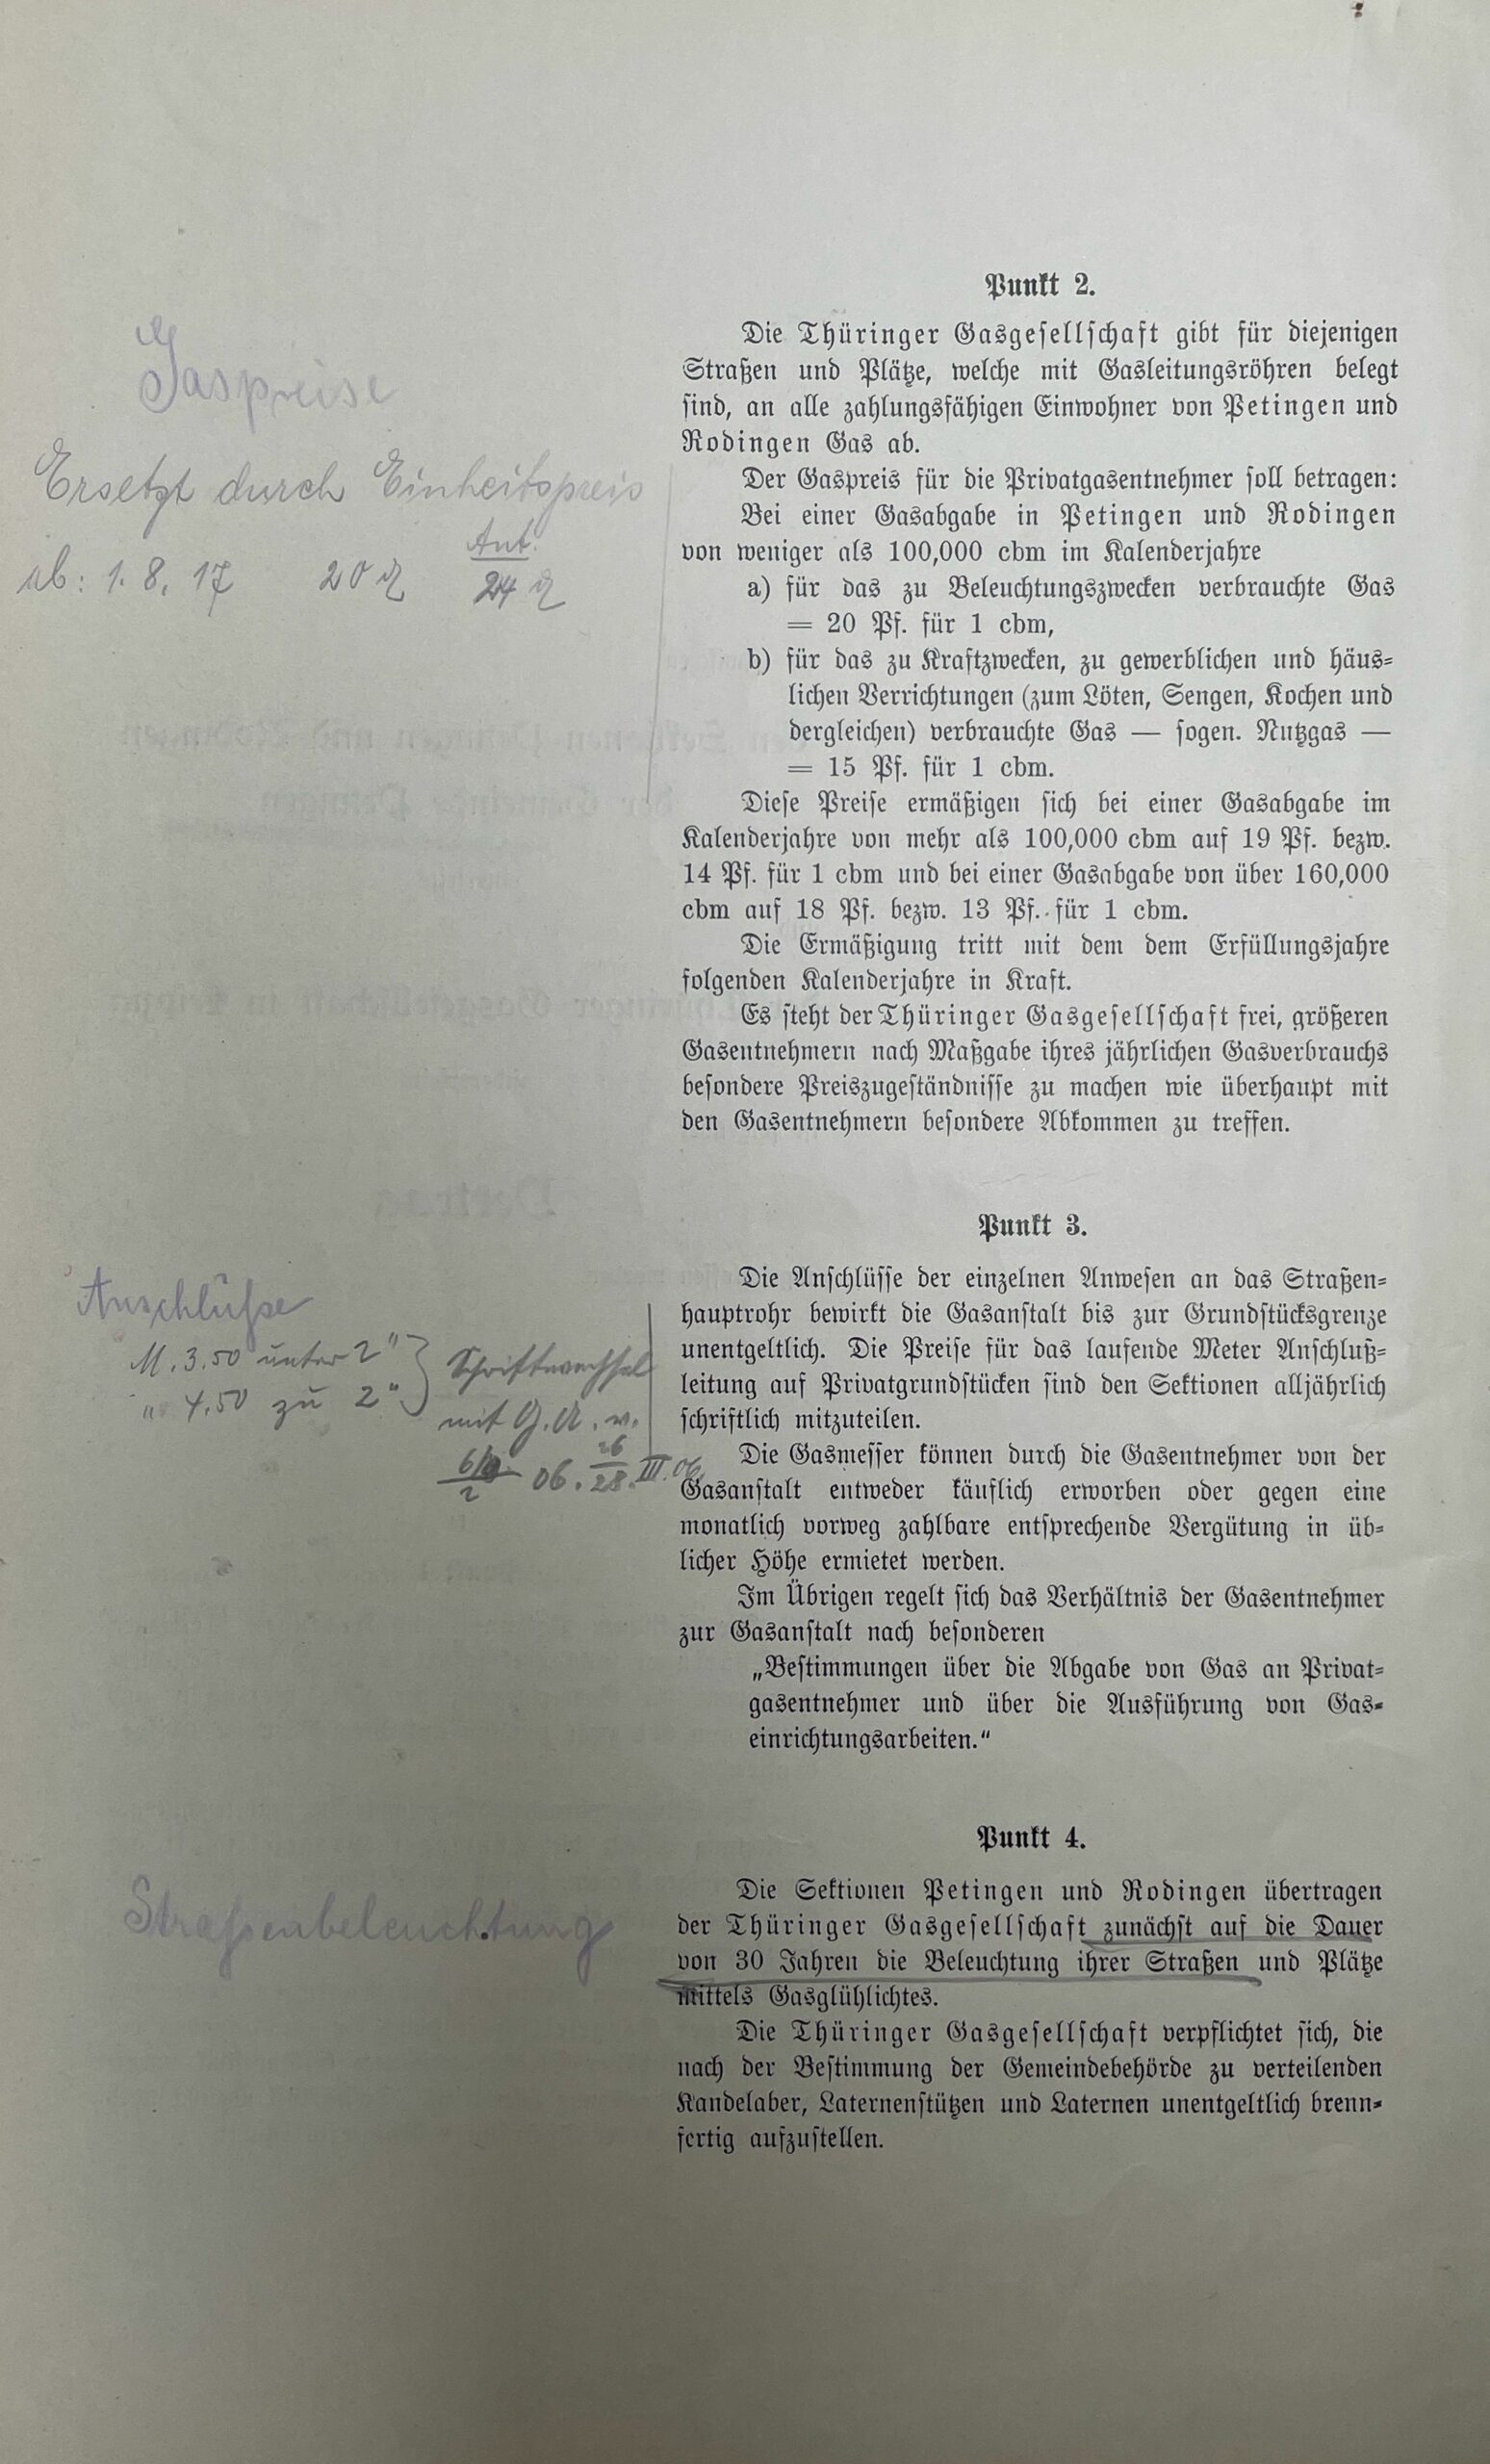 Punkt 2.
Die Thüringer Gasgesellschaft gibt für diejenigen
Straßen und Plätze, welche mit Gasleitungsröhren belegt
sind, an alle zahlungsfähigen Einwohner von Petingen und
Rodingen Gas ab.
Der Gaspreis für die Privatgasentnehmer soll betragen:
Bei einer Gasabgabe in Petingen und Rodingen
von weniger als 100,000 cbm im Kalenderjahre
a) für das zu Beleuchtungszwecken verbrauchte Gas
= 20 Pf. für 1 cbm,
b) für das zu Kraftzwecken, zu gewerblichen und häus-
lichen Verrichtungen (zum Löten, Sengen, Kochen und
dergleichen) verbrauchte Gas — sogen. Nutzgas —
= 15 Pf. für 1 cbm.
Diese Preise ermäßigen sich bei einer Gasabgabe im
Kalenderjahre von mehr als 100,000 cbm auf 19 Pf. bezw.
14 Pf. für 1 cbm und bei einer Gasabgabe von über 160,000
cbm auf 18 Pf. bezw. 13 Pf. für 1 cbm.
Die Ermäßigung tritt mit dem dem Erfüllungsjahre
folgenden Kalenderjahre in Kraft.
Es steht der Thüringer Gasgesellschaft frei, größeren
Gasentnehmern nach Maßgabe ihres jährlichen Gasverbrauchs
besondere Preiszugeständnisse zu machen wie überhaupt mit
den Gasentnehmern besondere Abkommen zu treffen.
Gaspreise
Ersetzt durch Einheitspreis
Aut.
ab: 1. 8. 17 20 ₰ 24 ₰
Punkt 3.
Die Anschlüsse der einzelnen Anwesen an das Straßen-
hauptrohr bewirkt die Gasanstalt bis zur Grundstücksgrenze
unentgeltlich. Die Preise für das laufende Meter Anschluß-
leitung auf Privatgrundstücken sind den Sektionen alljährlich
schriftlich mitzuteilen.
Die Gasmesser können durch die Gasentnehmer von der
Gasanstalt entweder käuflich erworben oder gegen eine
monatlich vorweg zahlbare entsprechende Vergütung in üb-
licher Höhe ermietet werden.
Im Übrigen regelt sich das Verhältnis der Gasentnehmer
zur Gasanstalt nach besonderen
„Bestimmungen über die Abgabe von Gas an Privat-
gasentnehmer und über die Ausführung von Gas-
einrichtungsarbeiten.“
Anschlüße
M. 3.50 unter 2"
" 4.50 zu 2"
Schriftwechsel
mit G. A. v.
06. 26/28. III. 06.
Punkt 4.
Die Sektionen Petingen und Rodingen übertragen
der Thüringer Gasgesellschaft zunächst auf die Dauer
von 30 Jahren die Beleuchtung ihrer Straßen und Plätze
mittels Gasglühlichtes.
Die Thüringer Gasgesellschaft verpflichtet sich, die
nach der Bestimmung der Gemeindebehörde zu verteilenden
Kandelaber, Laternenstützen und Laternen unentgeltlich brenn-
fertig aufzustellen.
Straßenbeleuchtung